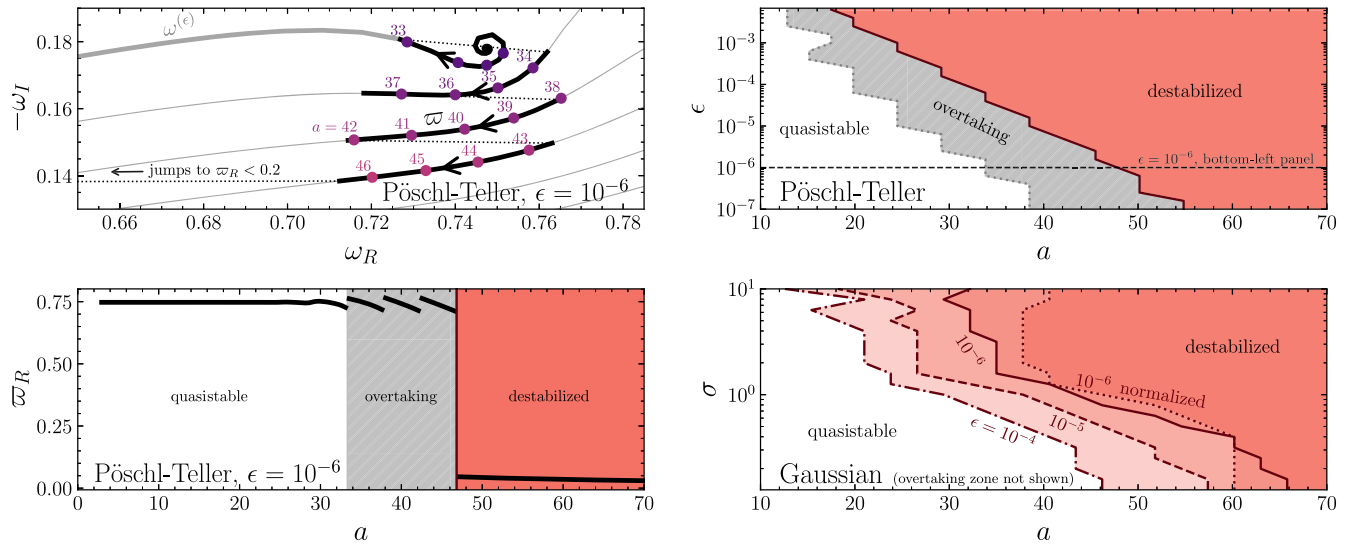 0.18
0.16
0.14
−ω_I
ω^(ϵ)
33
34
35
36
37
38
39
ϖ
40
41
a = 42
43
44
45
46
jumps to ϖ_R < 0.2
Pöschl-Teller, ϵ = 10^−6
0.66 0.68 0.70 0.72 0.74 0.76 0.78
ω_R
10^−3
10^−4
10^−5
10^−6
10^−7
ϵ
quasistable
overtaking
destabilized
ϵ = 10^−6, bottom-left panel
Pöschl-Teller
10 20 30 40 50 60 70
a
0.75
0.50
0.25
0.00
ϖ_R
quasistable
overtaking
destabilized
Pöschl-Teller, ϵ = 10^−6
0 10 20 30 40 50 60 70
a
10^1
10^0
σ
quasistable
destabilized
10^−6
10^−6 normalized
10^−5
ϵ = 10^−4
Gaussian (overtaking zone not shown)
10 20 30 40 50 60 70
a